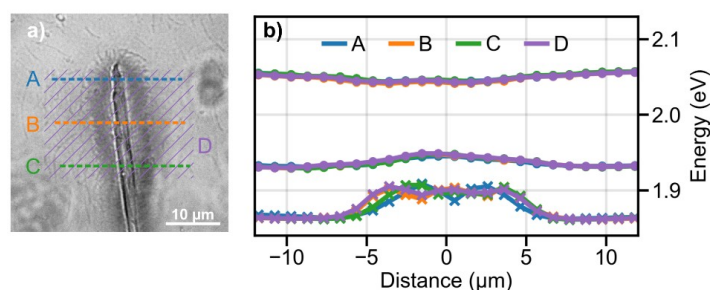 a).
A
B
C
D
10 µm
b)
A B C D
2.1
2.0
1.9
Energy (eV)
−10 −5 0 5 10
Distance (µm)